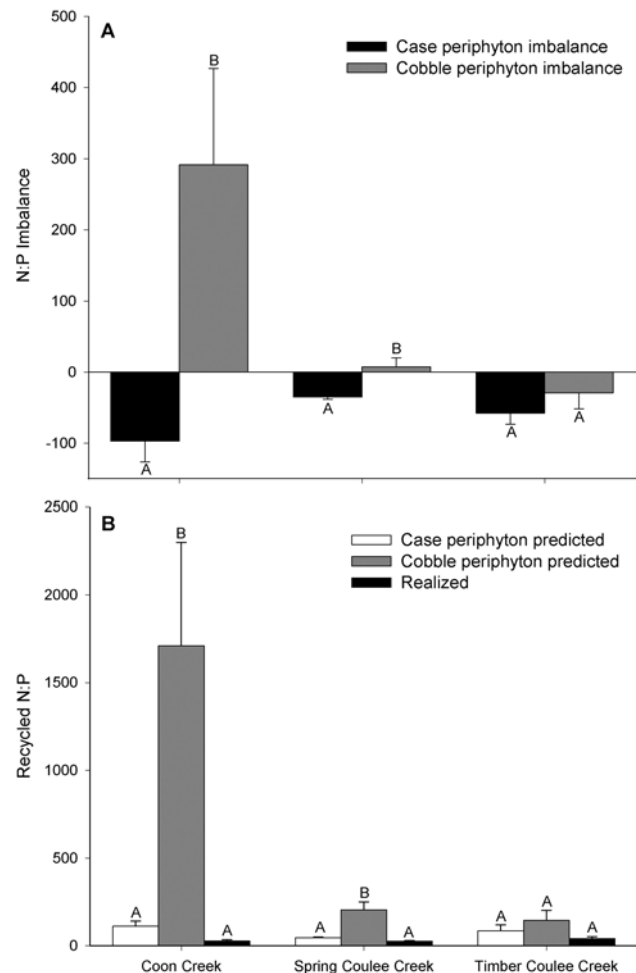 A
Case periphyton imbalance
Cobble periphyton imbalance
N:P Imbalance
500
400
300
200
100
0
-100
B
B
A
A
A
A
B
Case periphyton predicted
Cobble periphyton predicted
Realized
Recycled N:P
2500
2000
1500
1000
500
0
B
A
A
A
B
A
A
A
A
Coon Creek
Spring Coulee Creek
Timber Coulee Creek